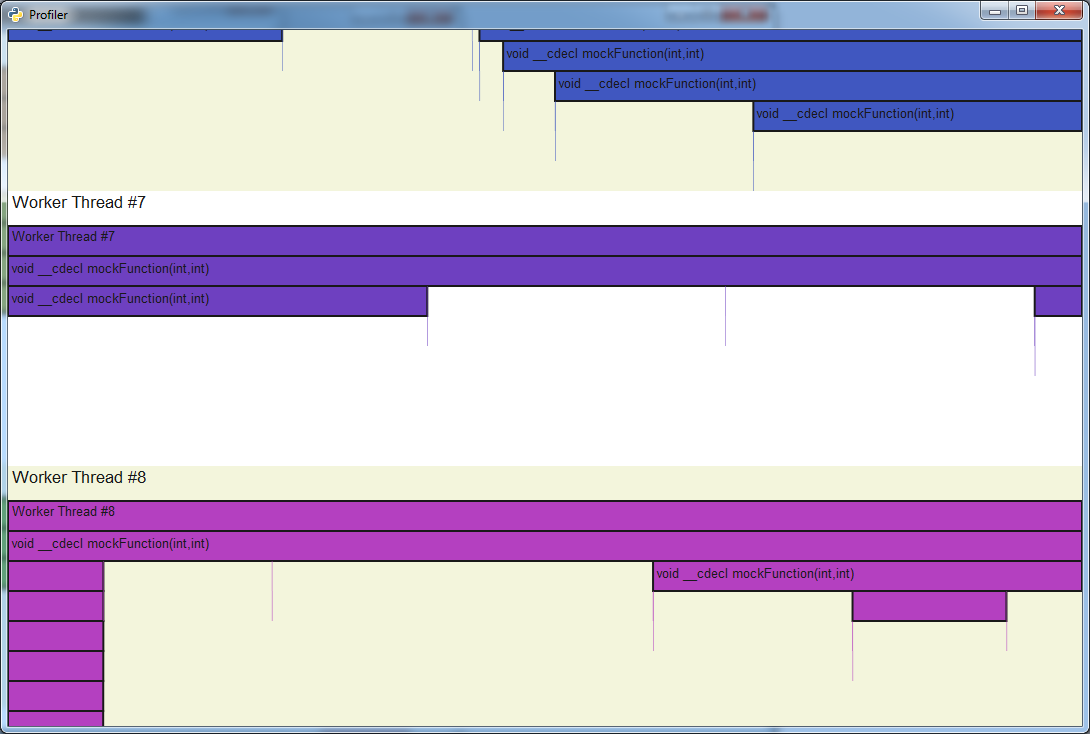 Profiler
void __cdecl mockFunction(int,int)
void __cdecl mockFunction(int,int)
void __cdecl mockFunction(int,int)
Worker Thread #7
Worker Thread #7
void __cdecl mockFunction(int,int)
void __cdecl mockFunction(int,int)
Worker Thread #8
Worker Thread #8
void __cdecl mockFunction(int,int)
void __cdecl mockFunction(int,int)